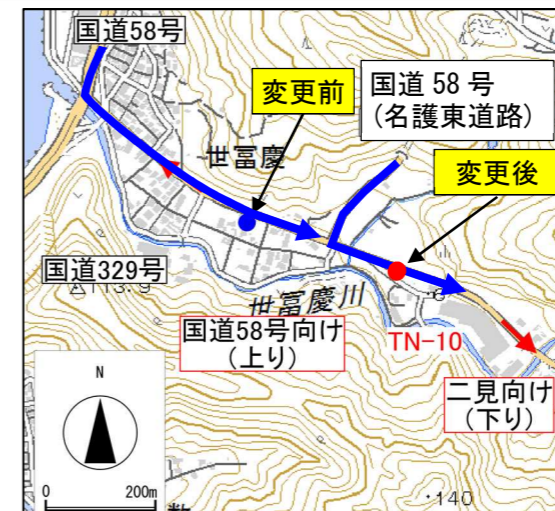 国道58号
変更前
国道 58 号
(名護東道路)
世冨慶
変更後
国道329号
113.9
世冨慶川
国道58号向け
(上り)
TN-10
二見向け
(下り)
N
0 200m
・140